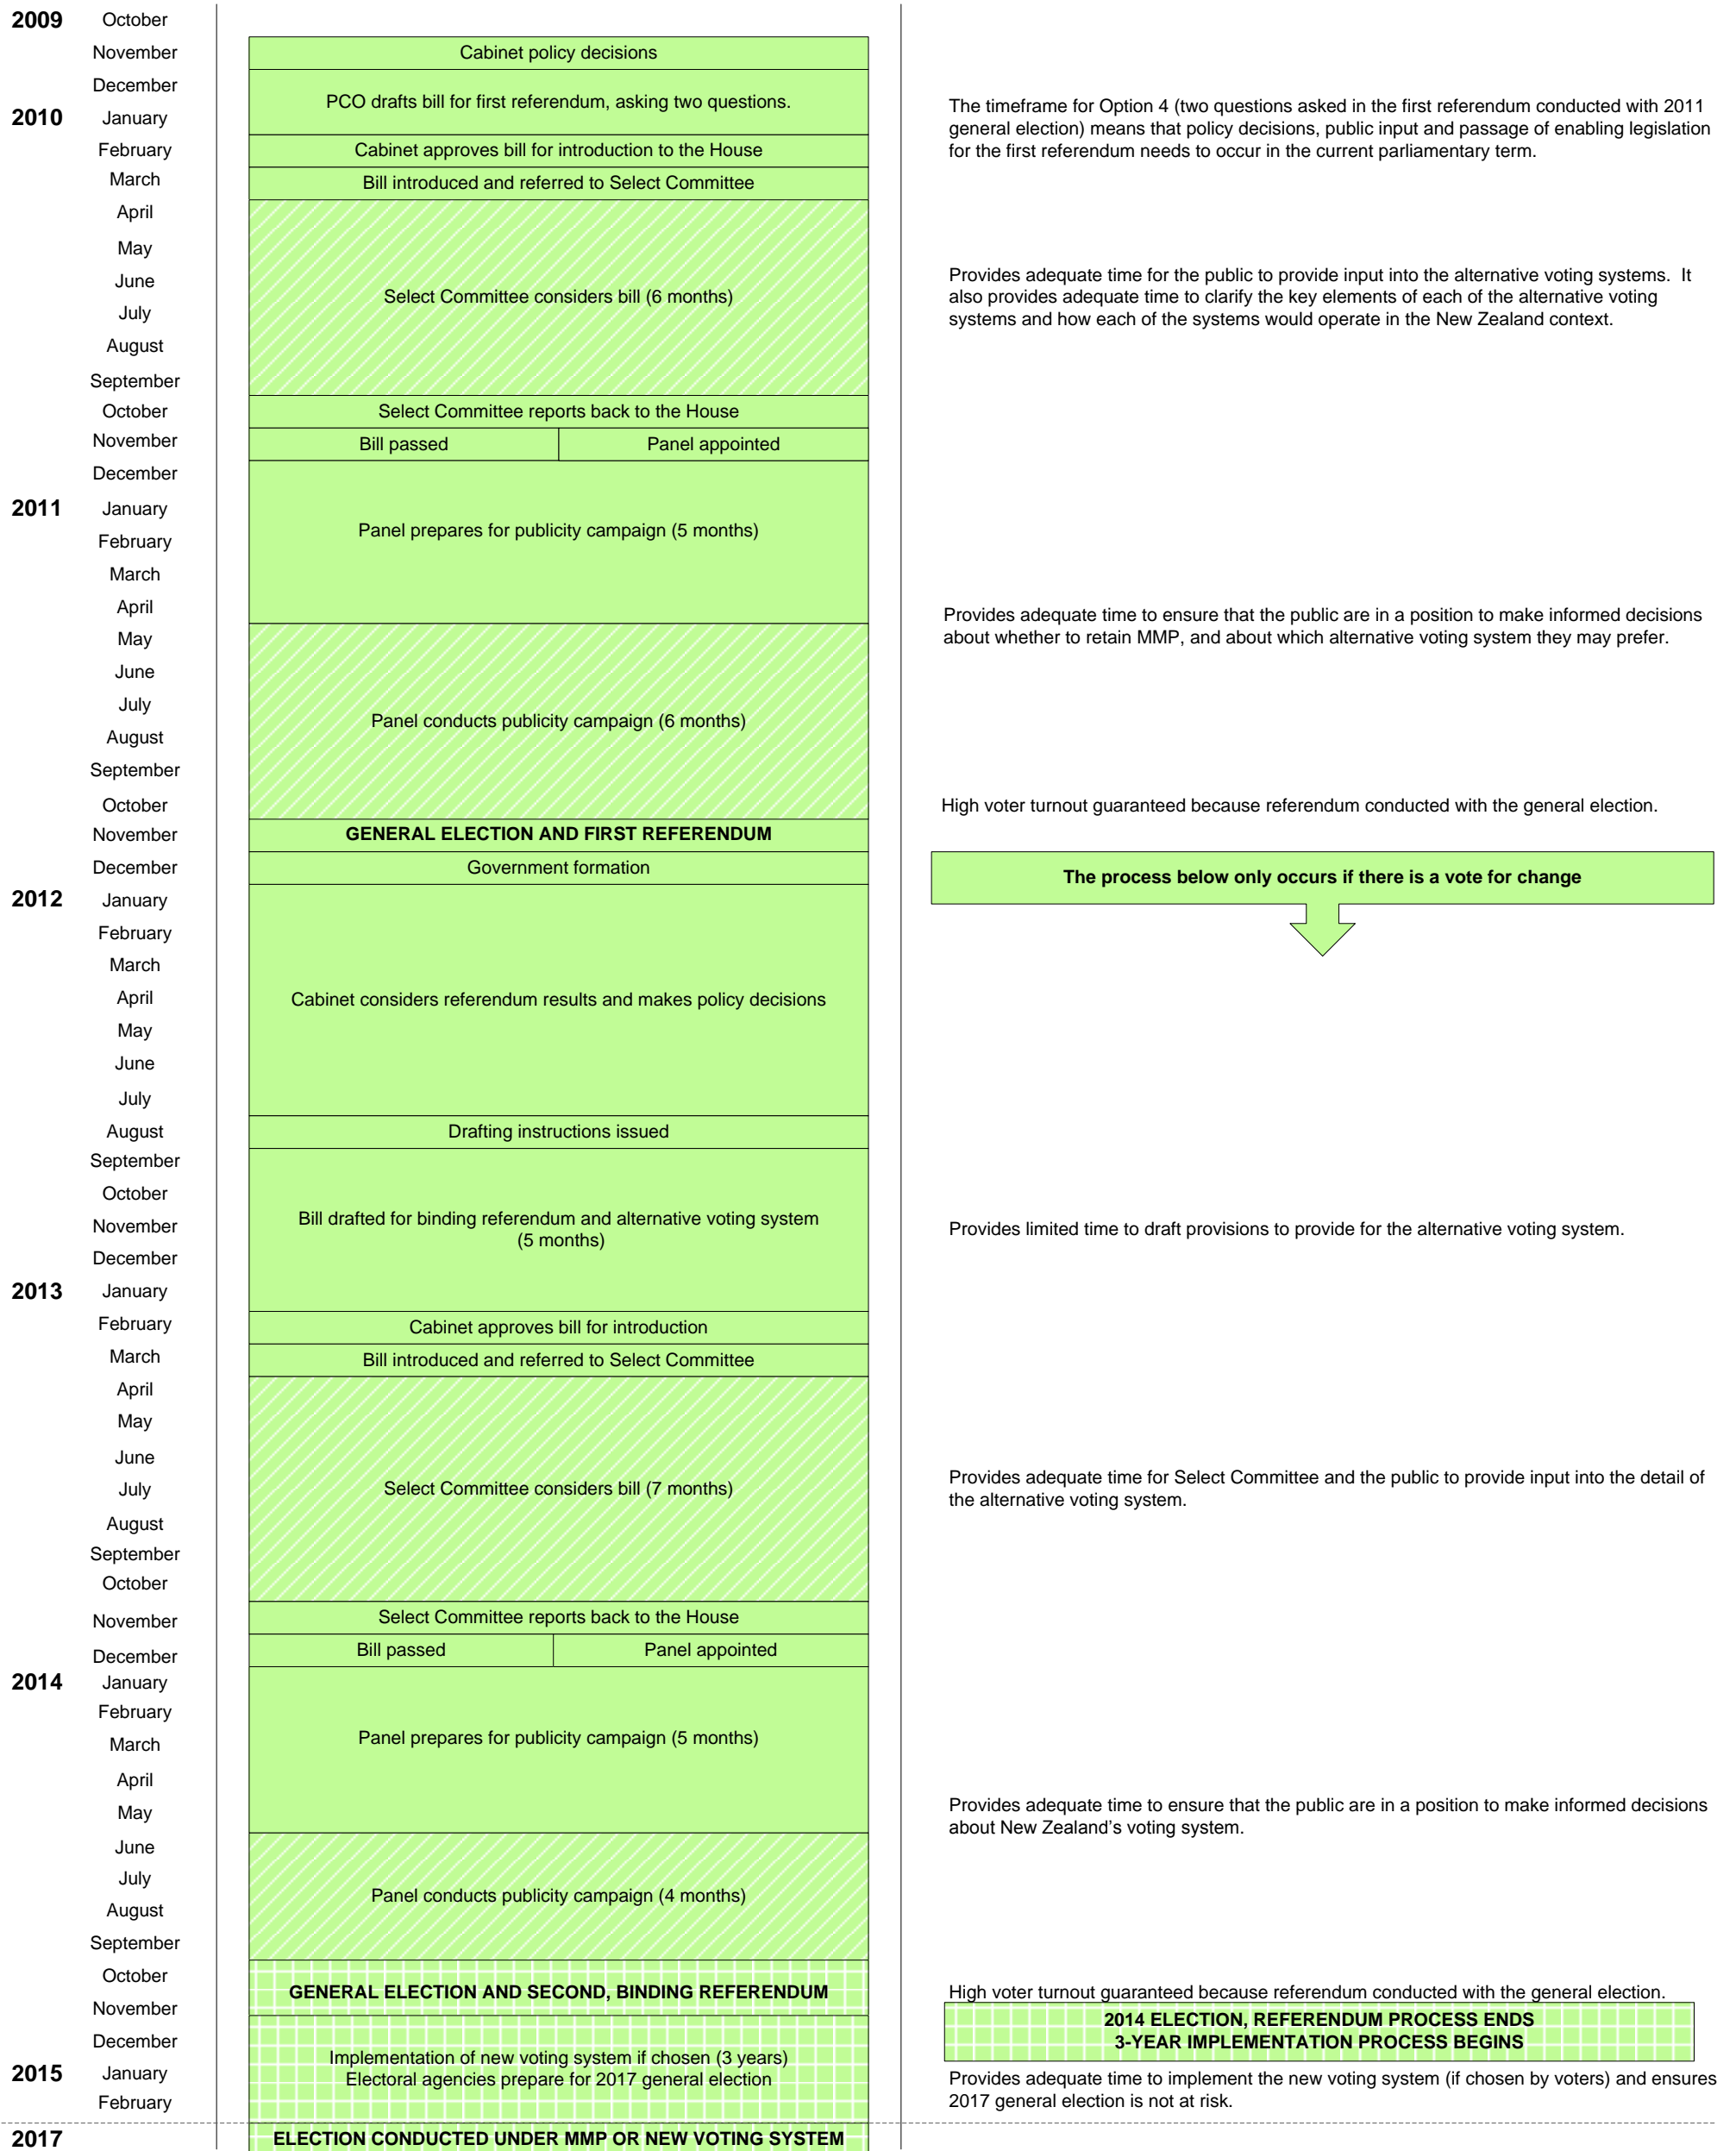 2009 October
November Cabinet policy decisions
December
PCO drafts bill for first referendum, asking two questions.
2010 January
The timeframe for Option 4 (two questions asked in the first referendum conducted with 2011
general election) means that policy decisions, public input and passage of enabling legislation
for the first referendum needs to occur in the current parliamentary term.
February Cabinet approves bill for introduction to the House
March Bill introduced and referred to Select Committee
April
May
June
July
August
September
Select Committee considers bill (6 months)
Provides adequate time for the public to provide input into the alternative voting systems. It
also provides adequate time to clarify the key elements of each of the alternative voting
systems and how each of the systems would operate in the New Zealand context.
October Select Committee reports back to the House
November Bill passed Panel appointed
December
2011 January
February
March
April
Panel prepares for publicity campaign (5 months)
Provides adequate time to ensure that the public are in a position to make informed decisions
about whether to retain MMP, and about which alternative voting system they may prefer.
May
June
July
August
September
October
Panel conducts publicity campaign (6 months)
High voter turnout guaranteed because referendum conducted with the general election.
November GENERAL ELECTION AND FIRST REFERENDUM
December Government formation
The process below only occurs if there is a vote for change
2012 January
February
March
April
May
June
July
Cabinet considers referendum results and makes policy decisions
August Drafting instructions issued
September
October
November
December
2013 January
Bill drafted for binding referendum and alternative voting system
(5 months)
Provides limited time to draft provisions to provide for the alternative voting system.
February Cabinet approves bill for introduction
March Bill introduced and referred to Select Committee
April
May
June
July
August
September
October
Select Committee considers bill (7 months)
Provides adequate time for Select Committee and the public to provide input into the detail of
the alternative voting system.
November Select Committee reports back to the House
December Bill passed Panel appointed
2014 January
February
March
April
May
Panel prepares for publicity campaign (5 months)
Provides adequate time to ensure that the public are in a position to make informed decisions
about New Zealand's voting system.
June
July
August
September
Panel conducts publicity campaign (4 months)
October
November
GENERAL ELECTION AND SECOND, BINDING REFERENDUM
High voter turnout guaranteed because referendum conducted with the general election.
2014 ELECTION, REFERENDUM PROCESS ENDS
3-YEAR IMPLEMENTATION PROCESS BEGINS
December
2015 January
February
Implementation of new voting system if chosen (3 years)
Electoral agencies prepare for 2017 general election
Provides adequate time to implement the new voting system (if chosen by voters) and ensures
2017 general election is not at risk.
2017 ELECTION CONDUCTED UNDER MMP OR NEW VOTING SYSTEM